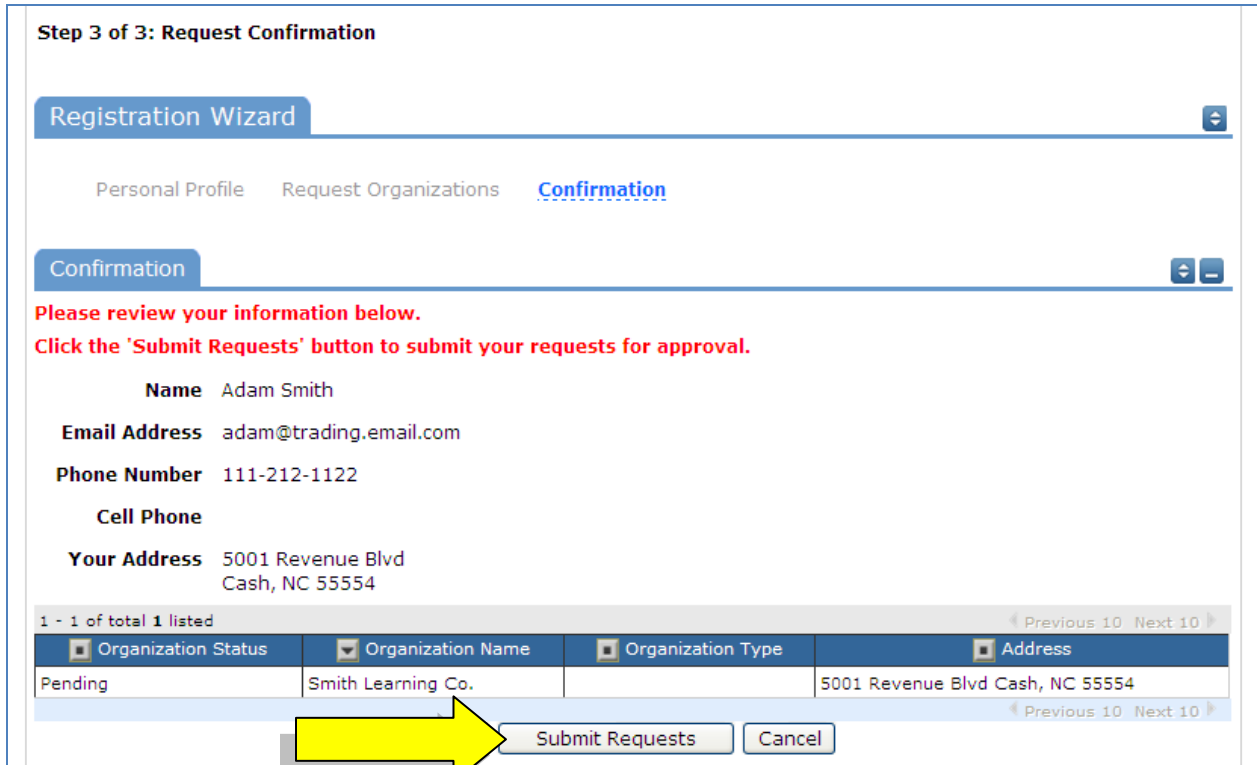 Step 3 of 3: Request Confirmation
Registration Wizard
Personal Profile Request Organizations Confirmation
Confirmation
Please review your information below.
Click the 'Submit Requests' button to submit your requests for approval.
Name Adam Smith
Email Address adam@trading.email.com
Phone Number 111-212-1122
Cell Phone
Your Address 5001 Revenue Blvd
Cash, NC 55554
1 - 1 of total 1 listed Previous 10 Next 10
Organization Status Organization Name Organization Type Address
Pending Smith Learning Co. 5001 Revenue Blvd Cash, NC 55554
Previous 10 Next 10
Submit Requests Cancel